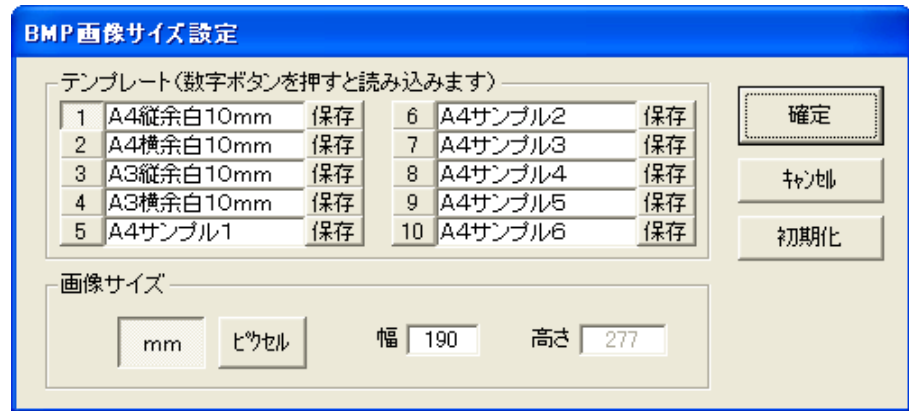 BMP画像サイズ設定
テンプレート(数字ボタンを押すと読み込みます)
1 A4縦余白10mm 保存 6 A4サンプル2 保存
2 A4横余白10mm 保存 7 A4サンプル3 保存
3 A3縦余白10mm 保存 8 A4サンプル4 保存
4 A3横余白10mm 保存 9 A4サンプル5 保存
5 A4サンプル1 保存 10 A4サンプル6 保存
確定
ｷｬﾝｾﾙ
初期化
画像サイズ
mm ﾋﾟｸｾﾙ 幅 190 高さ 277